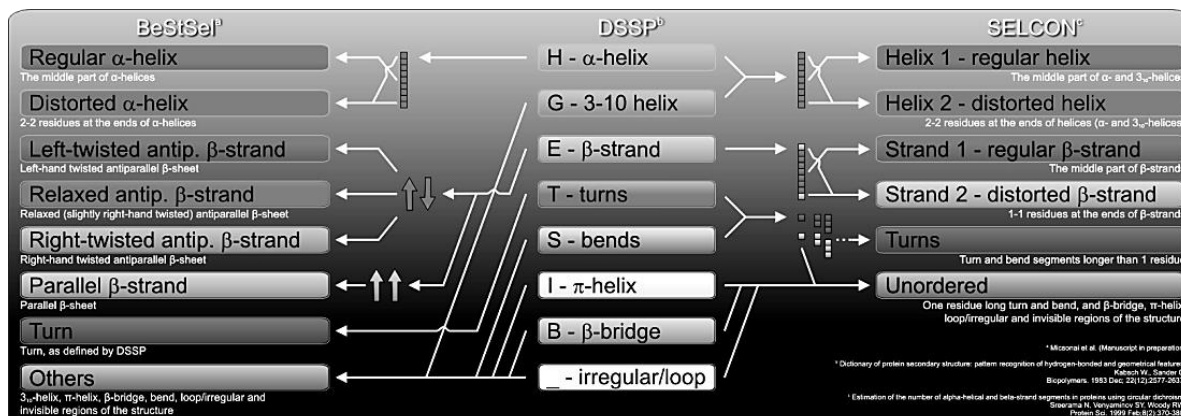 BeStSelᵃ
Regular α-helix
The middle part of α-helices
Distorted α-helix
2-2 residues at the ends of α-helices
Left-twisted antip. β-strand
Left-hand twisted antiparallel β-sheet
Relaxed antip. β-strand
Relaxed (slightly right-hand twisted) antiparallel β-sheet
Right-twisted antip. β-strand
Right-hand twisted antiparallel β-sheet
Parallel β-strand
Parallel β-sheet
Turn
Turn, as defined by DSSP
Others
3₁₀-helix, π-helix, β-bridge, bend, loop/irregular and
invisible regions of the structure
DSSPᵇ
H - α-helix
G - 3-10 helix
E - β-strand
T - turns
S - bends
I - π-helix
B - β-bridge
_ - irregular/loop
SELCONᶜ
Helix 1 - regular helix
The middle part of α- and 3₁₀-helices
Helix 2 - distorted helix
2-2 residues at the ends of helices (α- and 3₁₀-helices
Strand 1 - regular β-strand
The middle part of β-strands
Strand 2 - distorted β-strand
1-1 residues at the ends of β-strands
Turns
Turn and bend segments longer than 1 residue
Unordered
One residue long turn and bend, and β-bridge, π-helix
loop/irregular and invisible regions of the structure
ᵃ Micsonai et al. (Manuscript in preparation
ᵇ Dictionary of protein secondary structure: pattern recognition of hydrogen-bonded and geometrical features
Kabsch W., Sander C
Biopolymers. 1983 Dec; 22(12):2577-2637
ᶜ Estimation of the number of alpha-helical and beta-strand segments in proteins using circular dichroism
Sreerama N, Venyaminov SY, Woody RW
Protein Sci. 1999 Feb;8(2):370-380